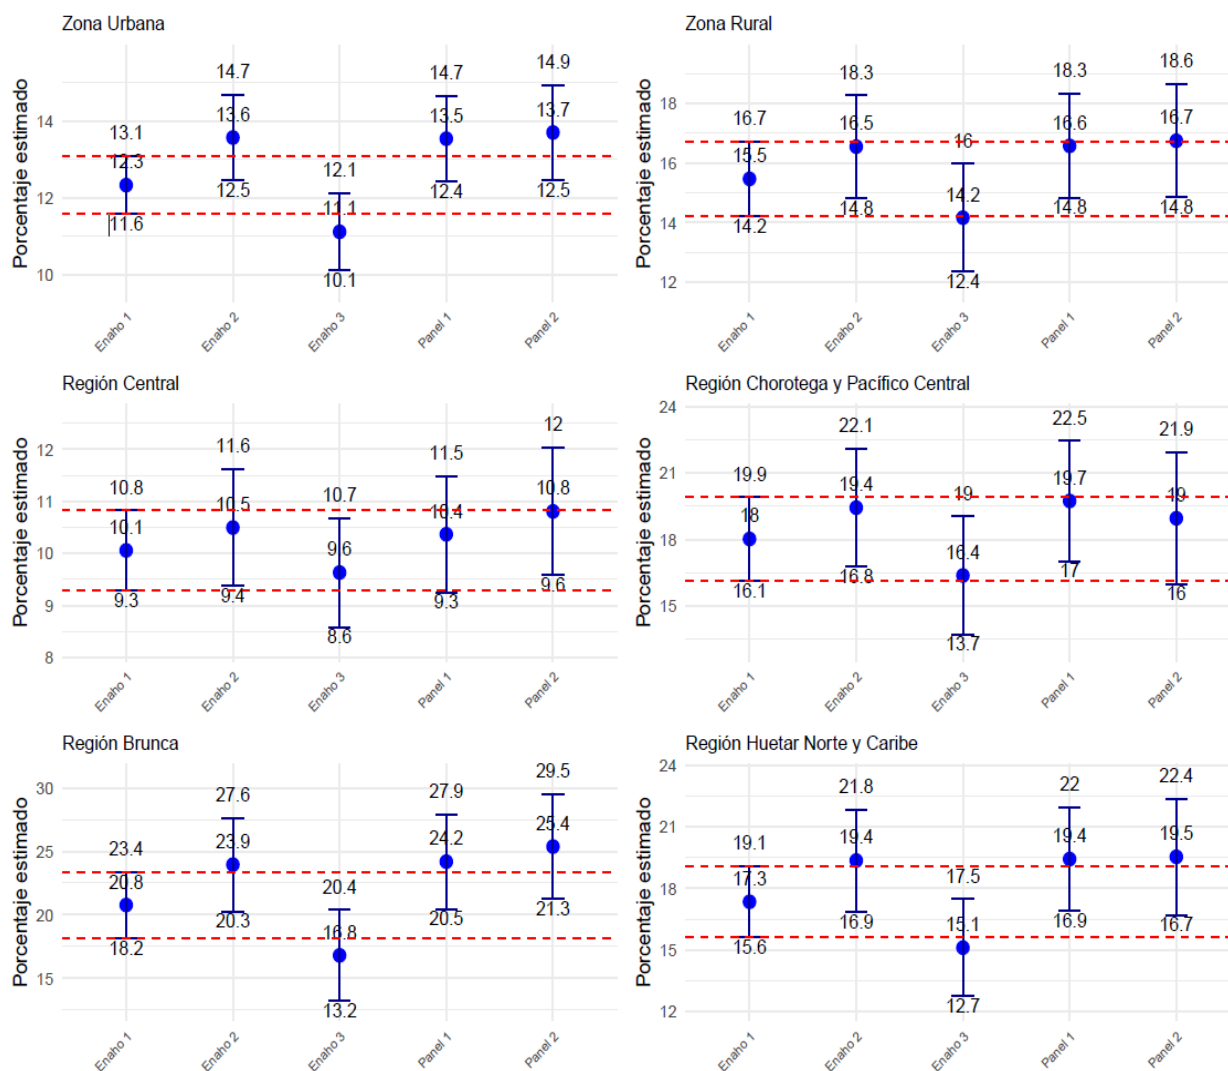 Zona Urbana
Porcentaje estimado
14
12
10
13.1
12.3
11.6
14.7
13.6
12.5
12.1
11.1
10.1
14.7
13.5
12.4
14.9
13.7
12.5
Enaho 1
Enaho 2
Enaho 3
Panel 1
Panel 2
Zona Rural
Porcentaje estimado
18
16
14
12
16.7
15.5
14.2
18.3
16.5
14.8
16
14.2
12.4
18.3
16.6
14.8
18.6
16.7
14.8
Enaho 1
Enaho 2
Enaho 3
Panel 1
Panel 2
Región Central
Porcentaje estimado
12
11
10
9
8
10.8
10.1
9.3
11.6
10.5
9.4
10.7
9.6
8.6
11.5
10.4
9.3
12
10.8
9.6
Enaho 1
Enaho 2
Enaho 3
Panel 1
Panel 2
Región Chorotega y Pacífico Central
Porcentaje estimado
24
21
18
15
19.9
18
16.1
22.1
19.4
16.8
19
16.4
13.7
22.5
19.7
17
21.9
19
16
Enaho 1
Enaho 2
Enaho 3
Panel 1
Panel 2
Región Brunca
Porcentaje estimado
30
25
20
15
23.4
20.8
18.2
27.6
23.9
20.3
20.4
16.8
13.2
27.9
24.2
20.5
29.5
25.4
21.3
Enaho 1
Enaho 2
Enaho 3
Panel 1
Panel 2
Región Huetar Norte y Caribe
Porcentaje estimado
24
21
18
15
12
19.1
17.3
15.6
21.8
19.4
16.9
17.5
15.1
12.7
22
19.4
16.9
22.4
19.5
16.7
Enaho 1
Enaho 2
Enaho 3
Panel 1
Panel 2